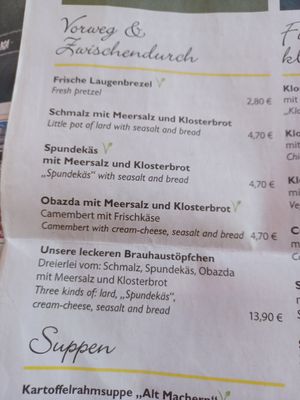 Vorweg &
Zwischendurch
Frische Laugenbrezel
Fresh pretzel
2,80 €
Schmalz mit Meersalz und Klosterbrot
Little pot of lard with seasalt and bread
4,70 €
Spundekäs
mit Meersalz und Klosterbrot
„Spundekäs" with seasalt and bread
4,70 €
Obazda mit Meersalz und Klosterbrot
Camembert mit Frischkäse
Camembert with cream-cheese, seasalt and bread
4,70 €
Unsere leckeren Brauhaustöpfchen
Dreierlei vom: Schmalz, Spundekäs, Obazda
mit Meersalz und Klosterbrot
Three kinds of: lard, „Spundekäs",
cream-cheese, seasalt and bread
13,90 €
Suppen
Kartoffelrahmsuppe „Alt Machern"